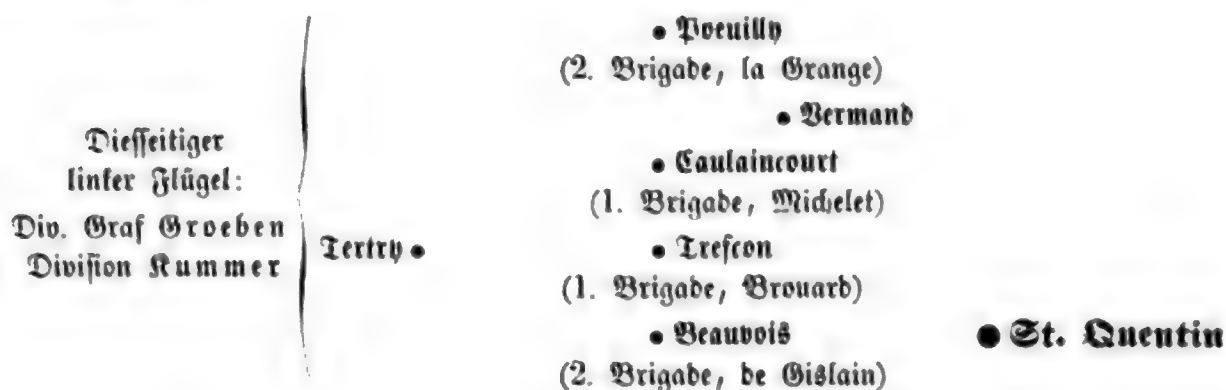 Diesseitiger
linker Flügel:
Div. Graf Groeben
Division Kummer
Tertry
Poeuilly
(2. Brigade, la Grange)
Vermand
Caulaincourt
(1. Brigade, Michelet)
Trefcon
(1. Brigade, Brouard)
Beauvois
(2. Brigade, de Gislain)
St. Quentin